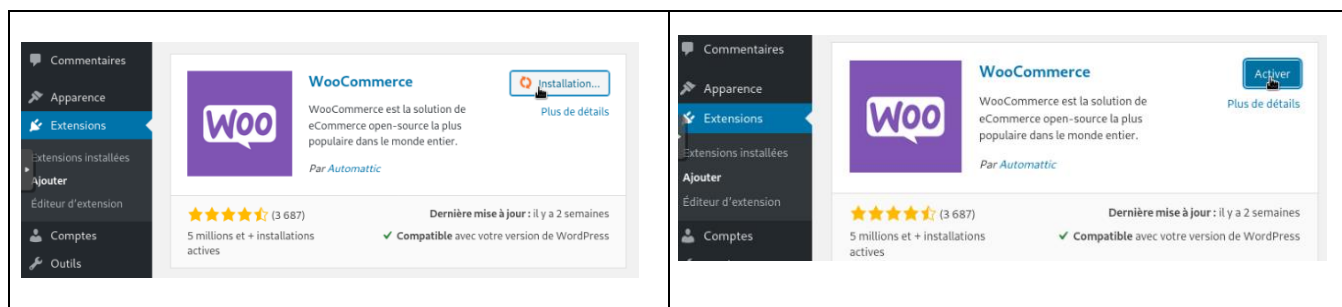 Commentaires
Apparence
Extensions
Extensions installées
Ajouter
Éditeur d'extension
Comptes
Outils
WOO
WooCommerce
WooCommerce est la solution de
eCommerce open-source la plus
populaire dans le monde entier.
Par Automattic
Installation...
Plus de détails
(3 687)
5 millions et + installations
actives
Dernière mise à jour : il y a 2 semaines
✔ Compatible avec votre version de WordPress
Commentaires
Apparence
Extensions
Extensions installées
Ajouter
Éditeur d'extension
Comptes
WOO
WooCommerce
WooCommerce est la solution de
eCommerce open-source la plus
populaire dans le monde entier.
Par Automattic
Activer
Plus de détails
(3 687)
5 millions et + installations
actives
Dernière mise à jour : il y a 2 semaines
✔ Compatible avec votre version de WordPress